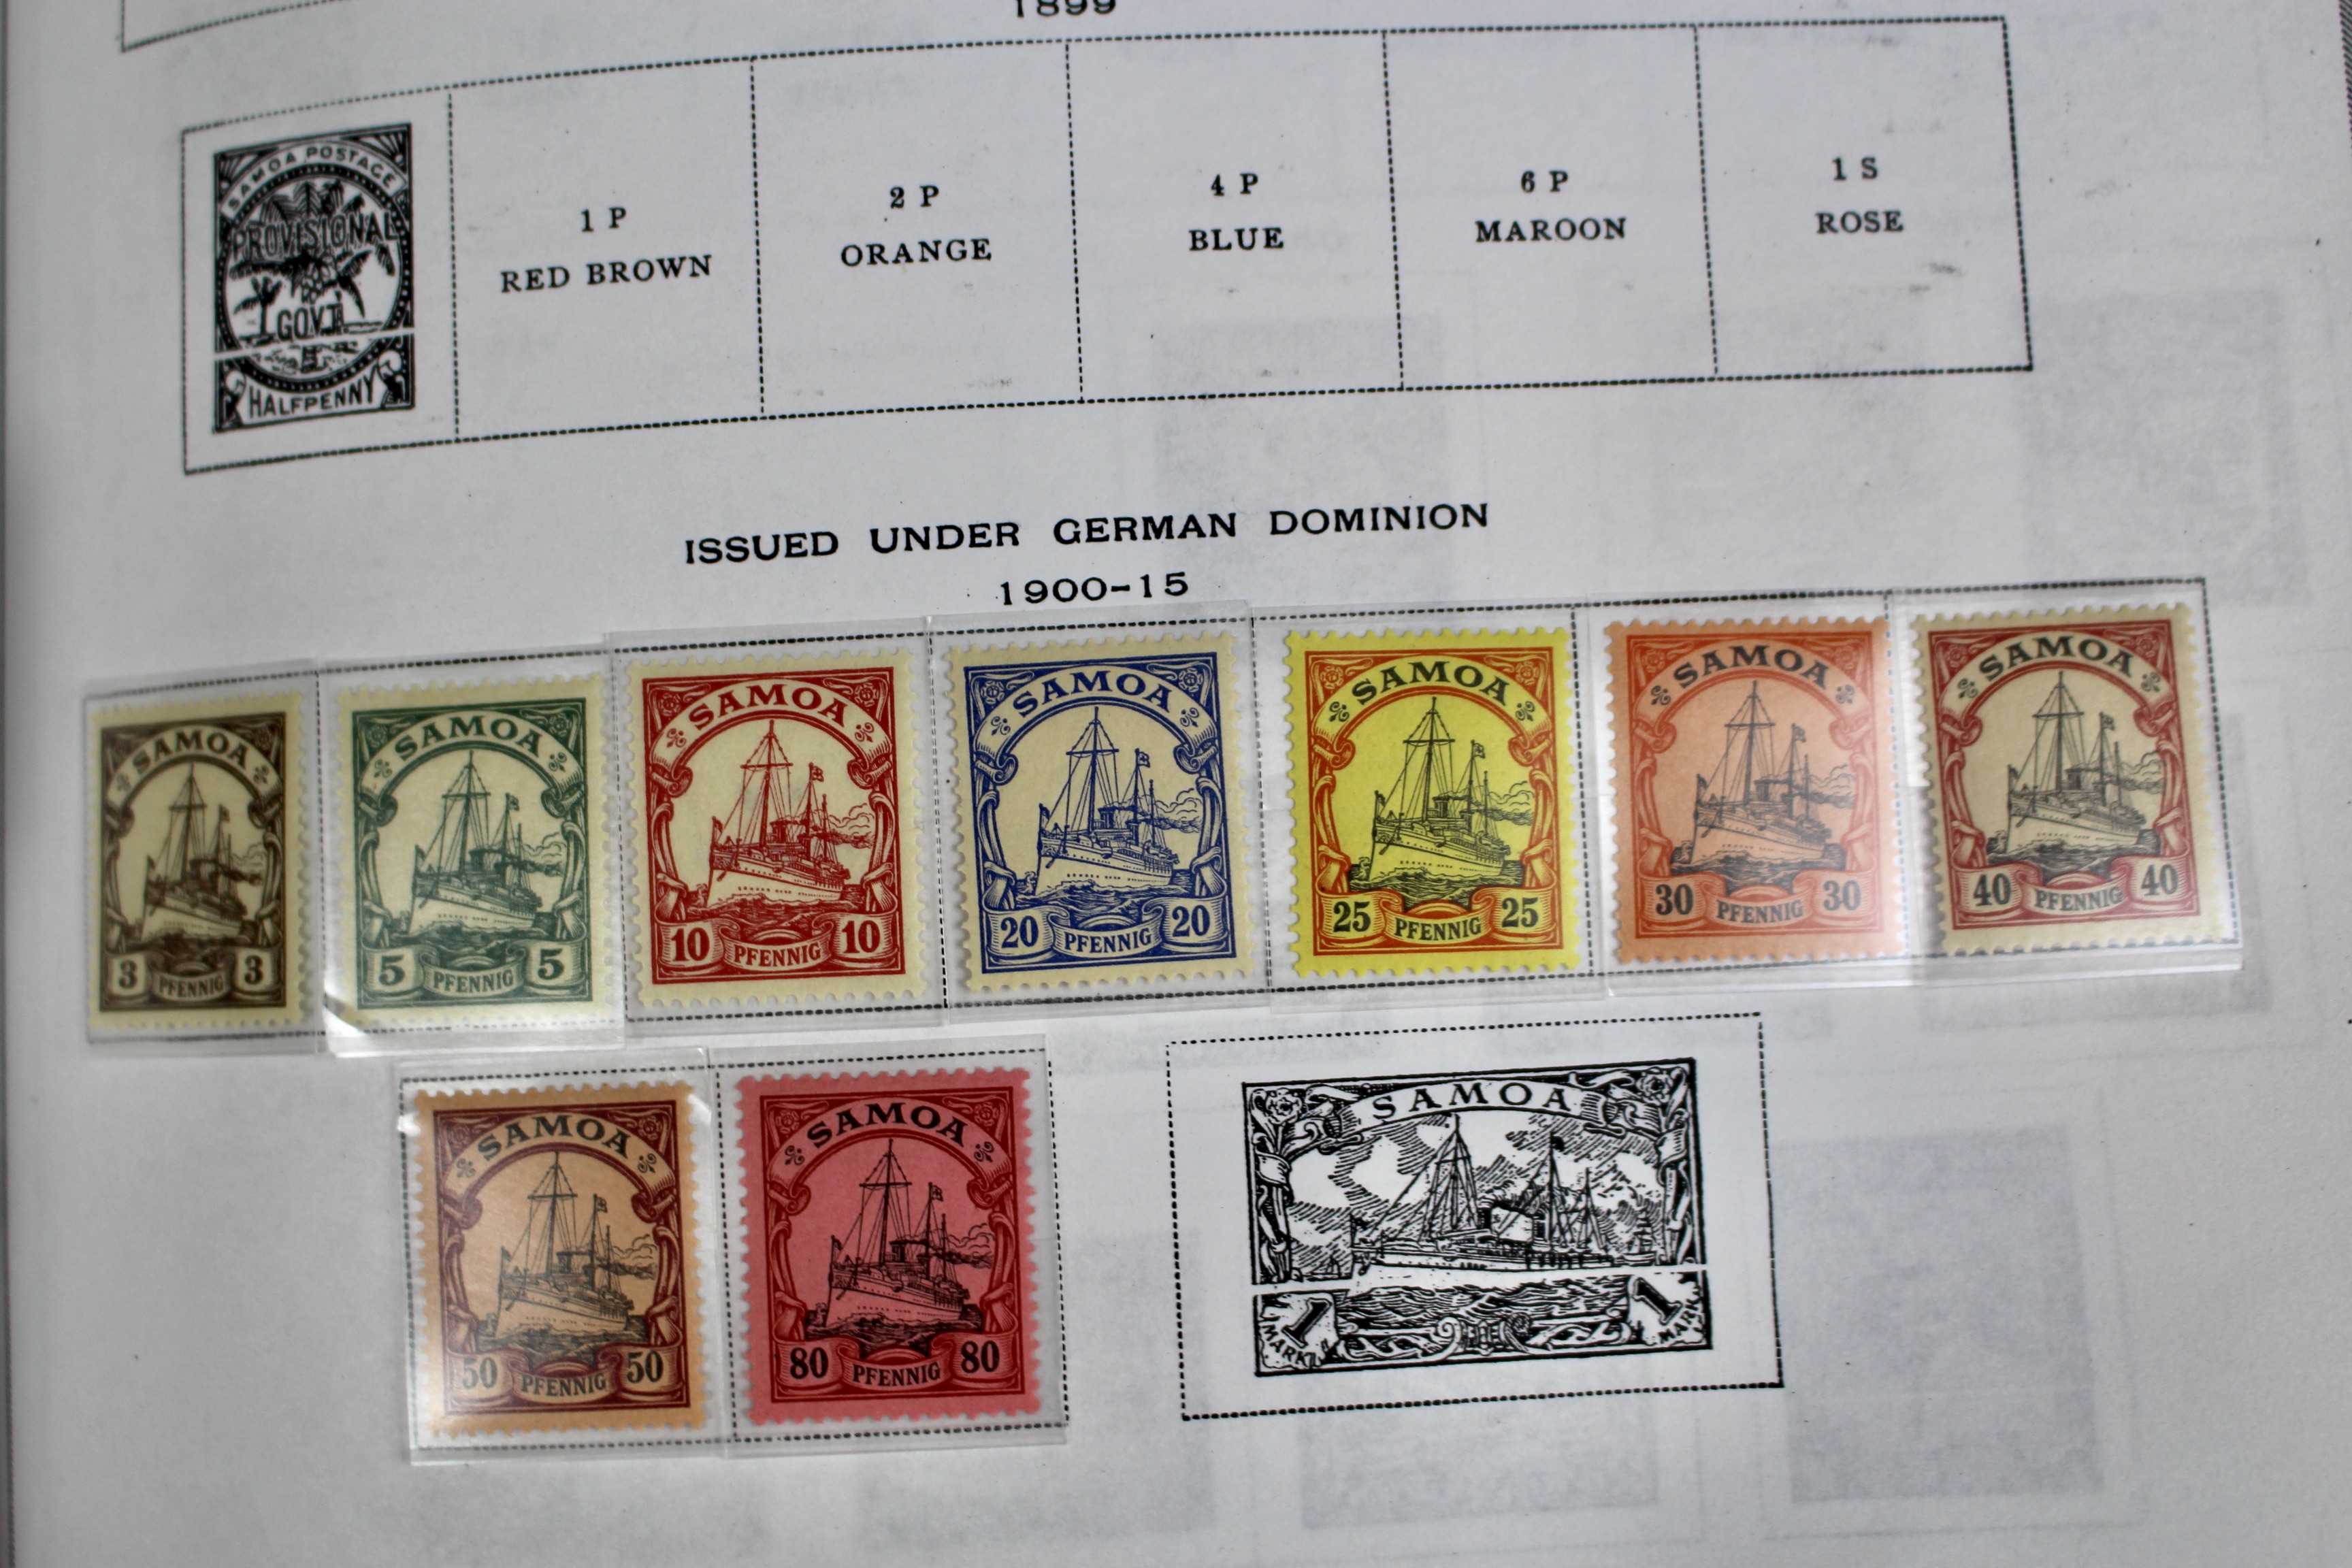 1899
SAMOA POSTAGE
PROVISIONAL
GOVT.
HALFPENNY
1 P
RED BROWN
2 P
ORANGE
4 P
BLUE
6 P
MAROON
1 S
ROSE
ISSUED UNDER GERMAN DOMINION
1900-15
SAMOA
3 PFENNIG 3
SAMOA
5 PFENNIG 5
SAMOA
10 PFENNIG 10
SAMOA
20 PFENNIG 20
SAMOA
25 PFENNIG 25
SAMOA
30 PFENNIG 30
SAMOA
40 PFENNIG 40
SAMOA
50 PFENNIG 50
SAMOA
80 PFENNIG 80
SAMOA
1 1
MARK MARK